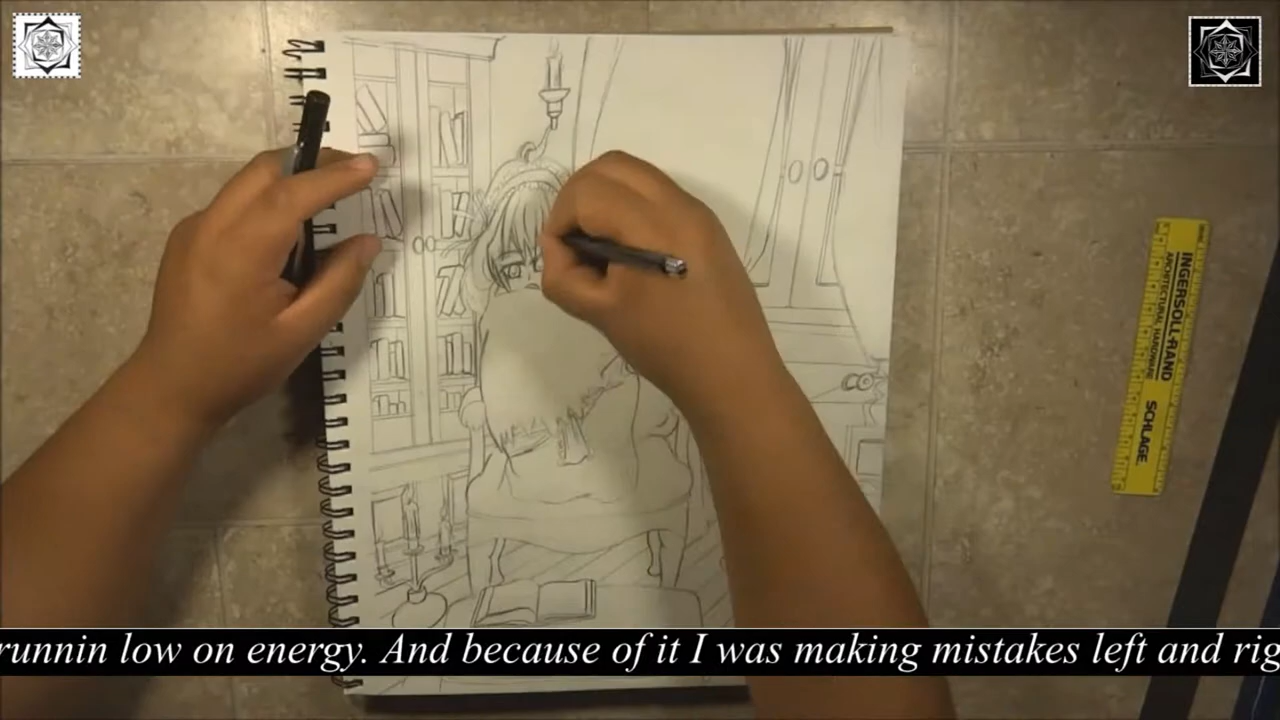 INGERSOLL-RAND
ARCHITECTURAL HARDWARE
SCHLAGE
runnin low on energy. And because of it I was making mistakes left and rig